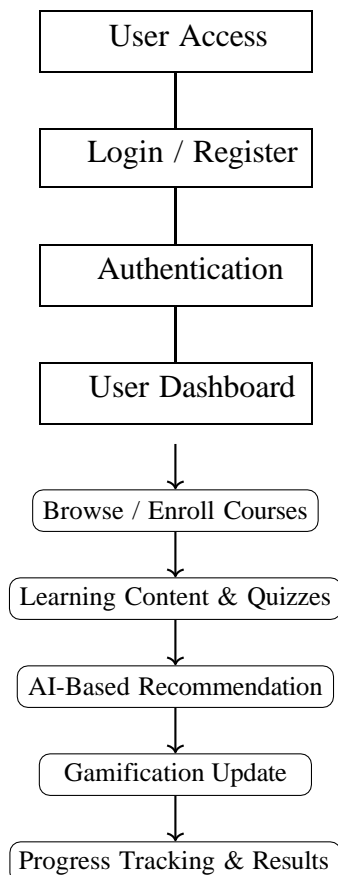 User Access
Login / Register
Authentication
User Dashboard
Browse / Enroll Courses
Learning Content & Quizzes
AI-Based Recommendation
Gamification Update
Progress Tracking & Results